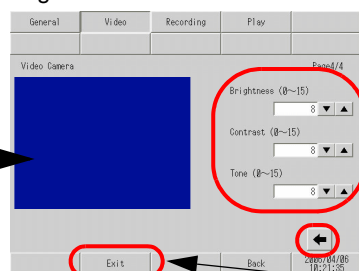 General Video Recording Play
Video Camera Page4/4
Brightness (0～15)
8
Contrast (0～15)
8
Tone (0～15)
8
Exit Back 2006/04/06
10:21:35